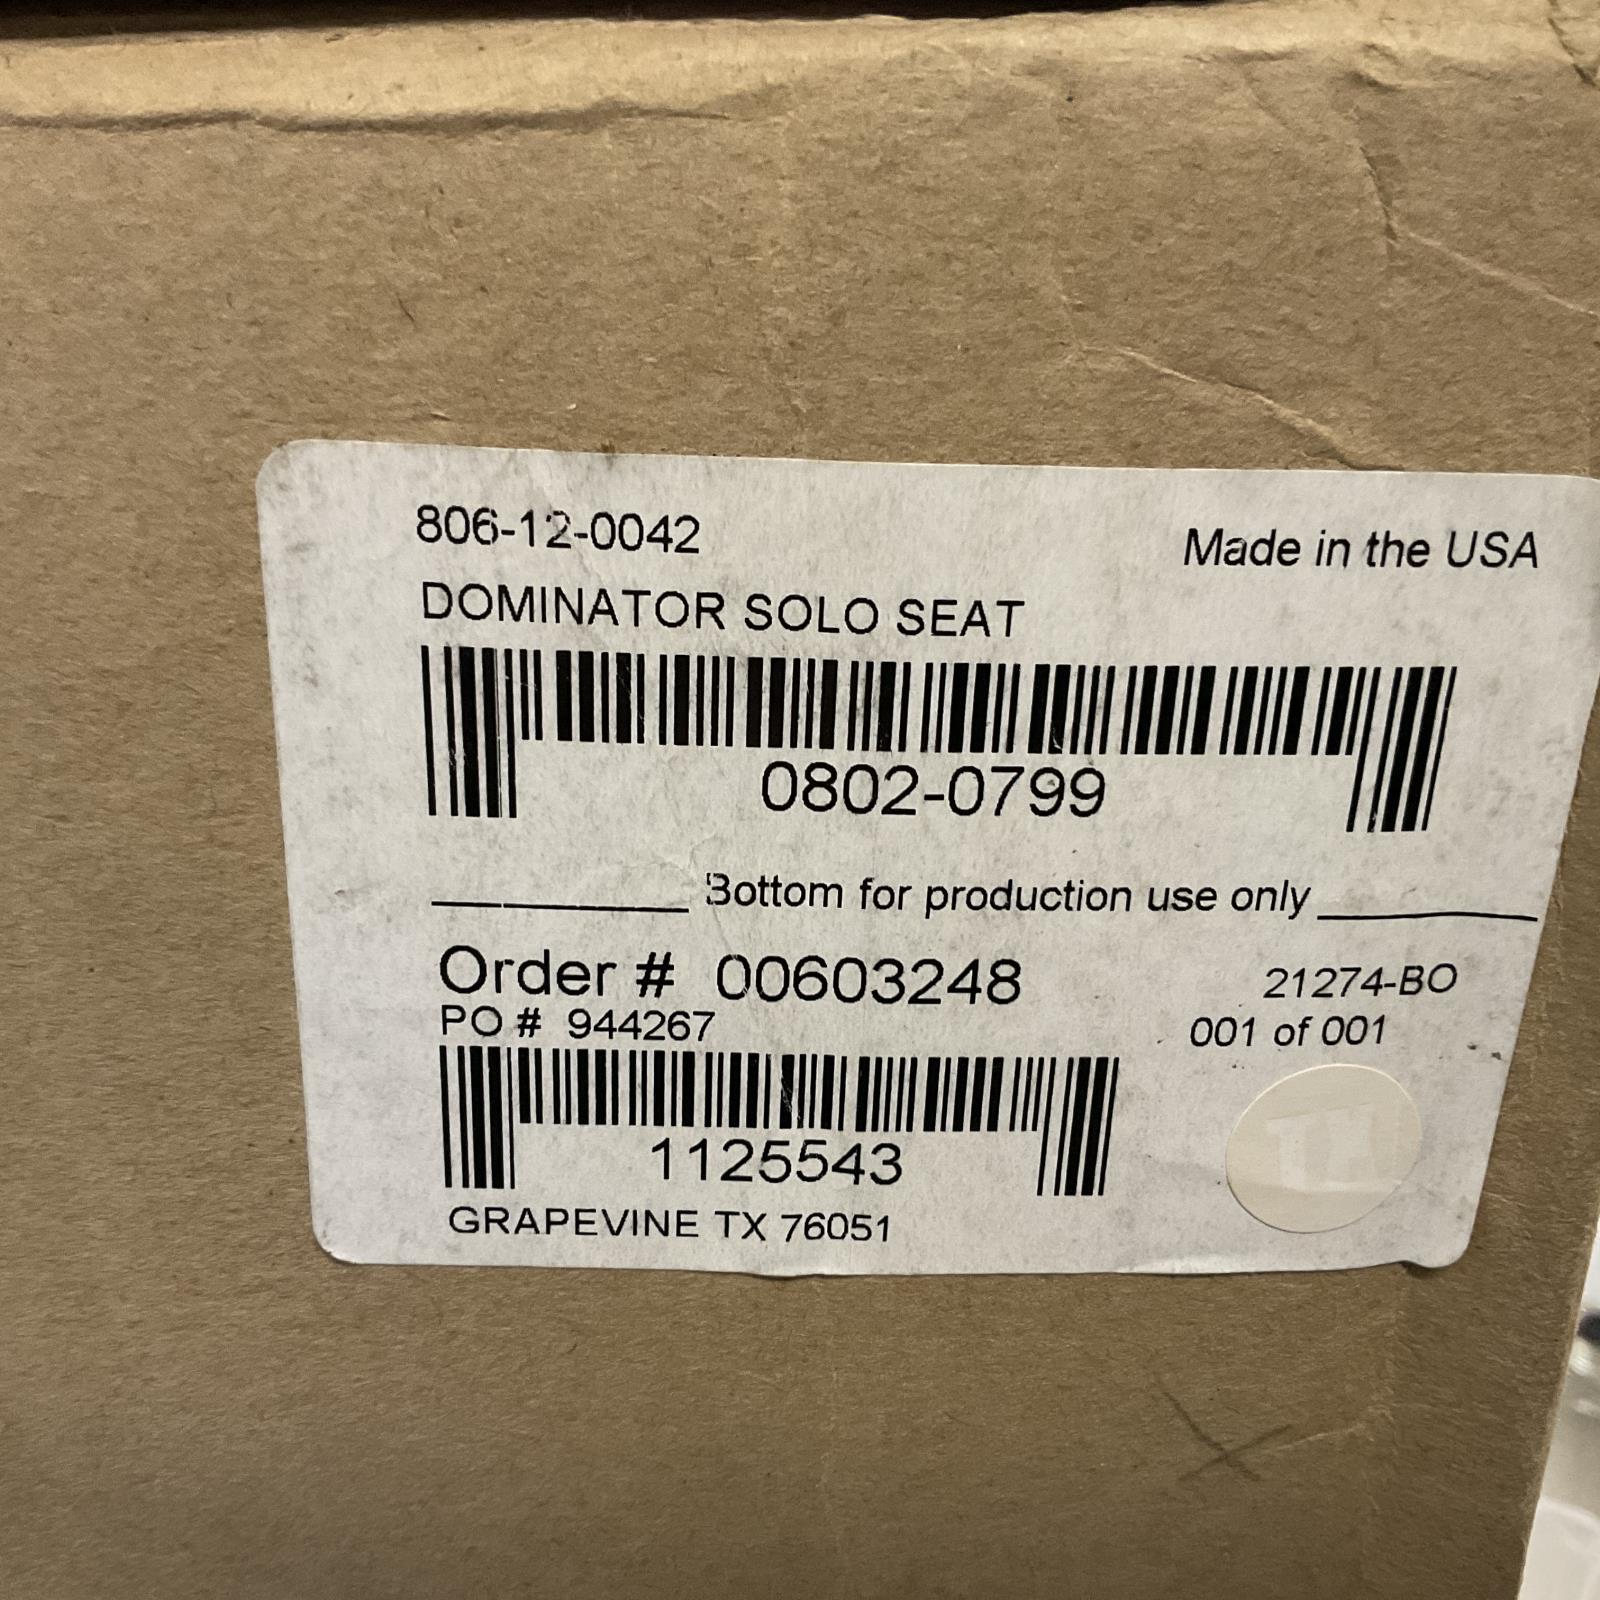 806-12-0042
Made in the USA
DOMINATOR SOLO SEAT
0802-0799
Bottom for production use only
Order # 00603248
21274-BO
PO # 944267
001 of 001
1125543
GRAPEVINE TX 76051